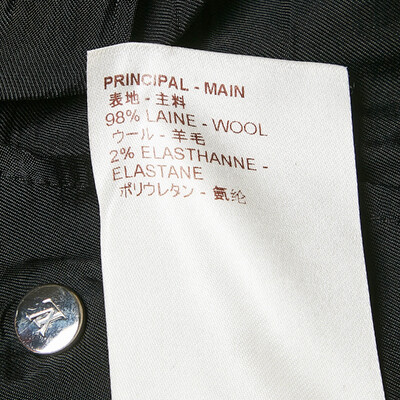 PRINCIPAL - MAIN
表地 - 主料
98% LAINE - WOOL
ウール - 羊毛
2% ELASTHANNE -
ELASTANE
ポリウレタン - 氨纶